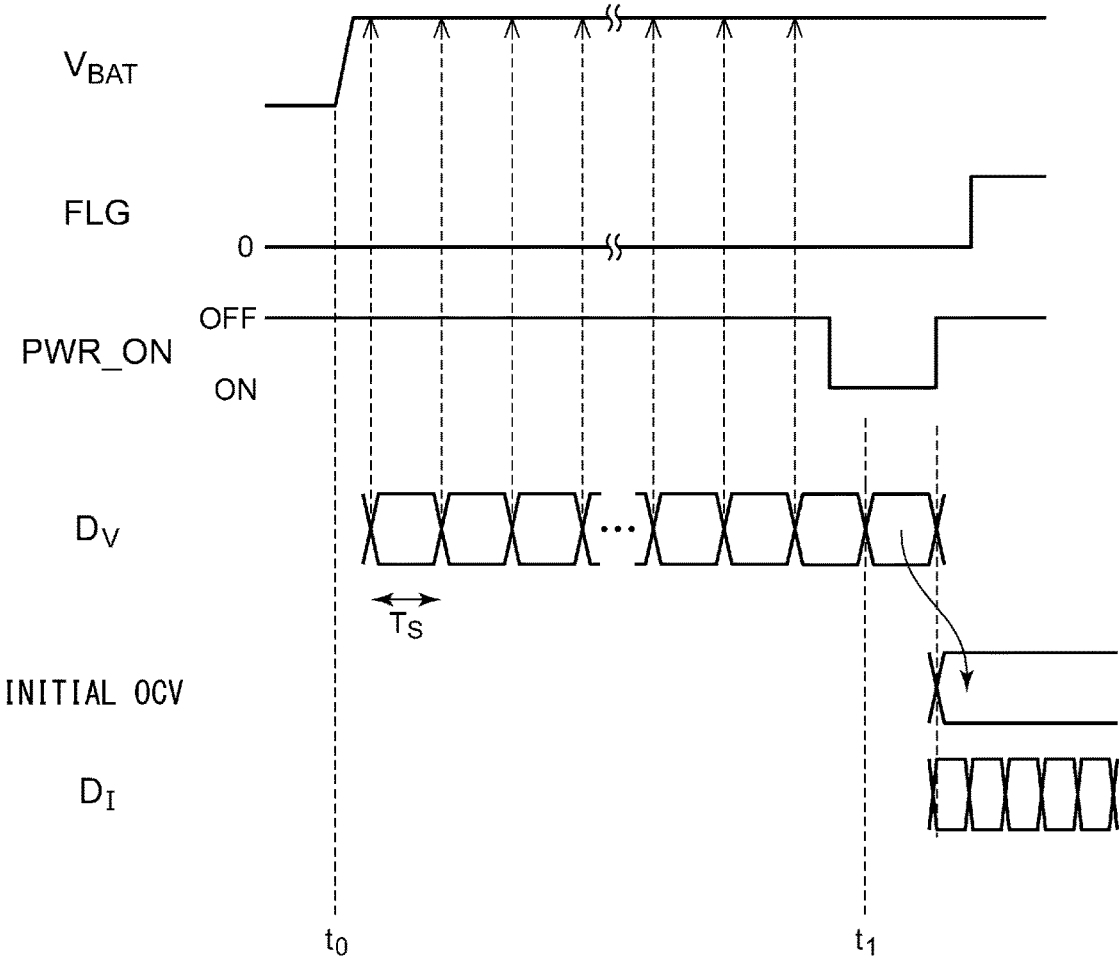 V_BAT
FLG
0
OFF
PWR_ON
ON
D_V
...
T_S
INITIAL OCV
D_I
t_0
t_1